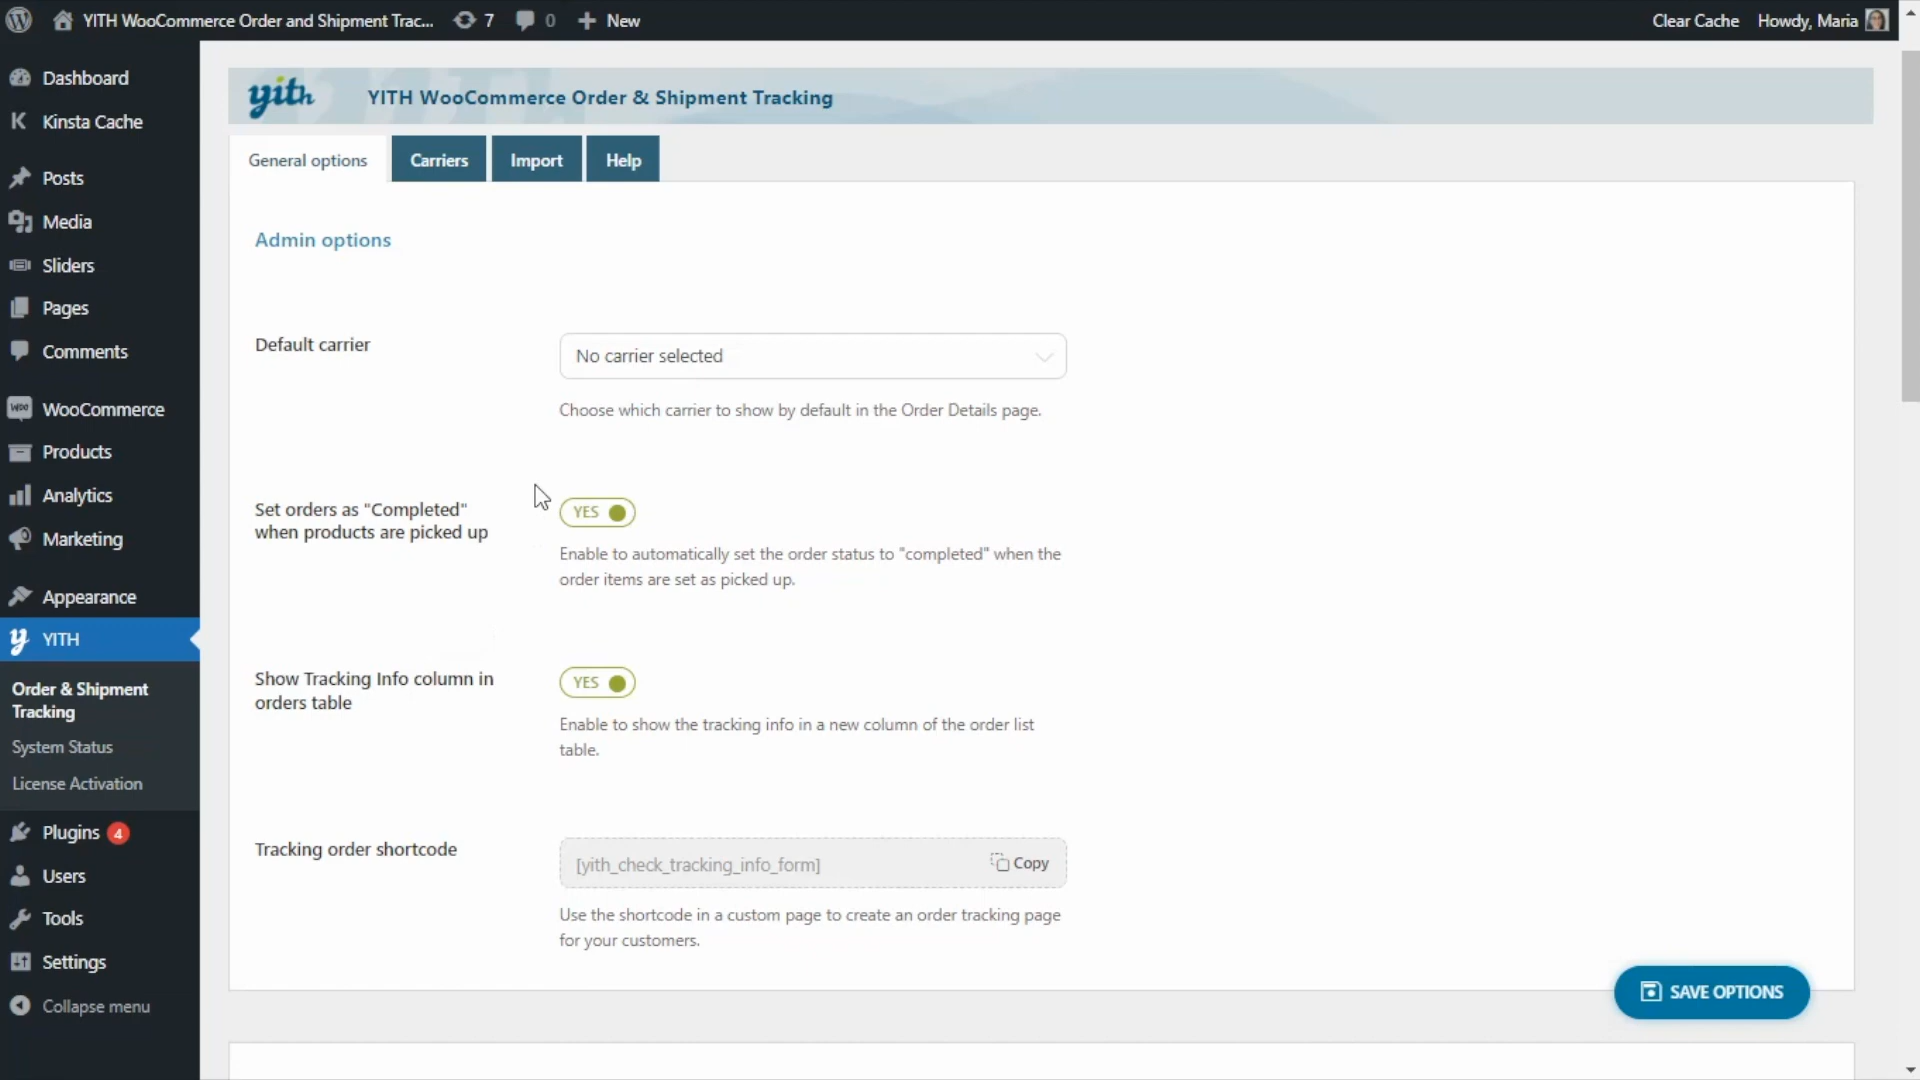 YITH WooCommerce Order and Shipment Trac... 7 0 New Clear Cache Howdy, Maria
Dashboard
Kinsta Cache
Posts
Media
Sliders
Pages
Comments
WooCommerce
Products
Analytics
Marketing
Appearance
YITH
Order & Shipment
Tracking
System Status
License Activation
Plugins 4
Users
Tools
Settings
Collapse menu
yith YITH WooCommerce Order & Shipment Tracking
General options Carriers Import Help
Admin options
Default carrier No carrier selected
Choose which carrier to show by default in the Order Details page.
Set orders as "Completed"
when products are picked up
YES
Enable to automatically set the order status to "completed" when the
order items are set as picked up.
Show Tracking Info column in
orders table
YES
Enable to show the tracking info in a new column of the order list
table.
Tracking order shortcode [yith_check_tracking_info_form] Copy
Use the shortcode in a custom page to create an order tracking page
for your customers.
SAVE OPTIONS